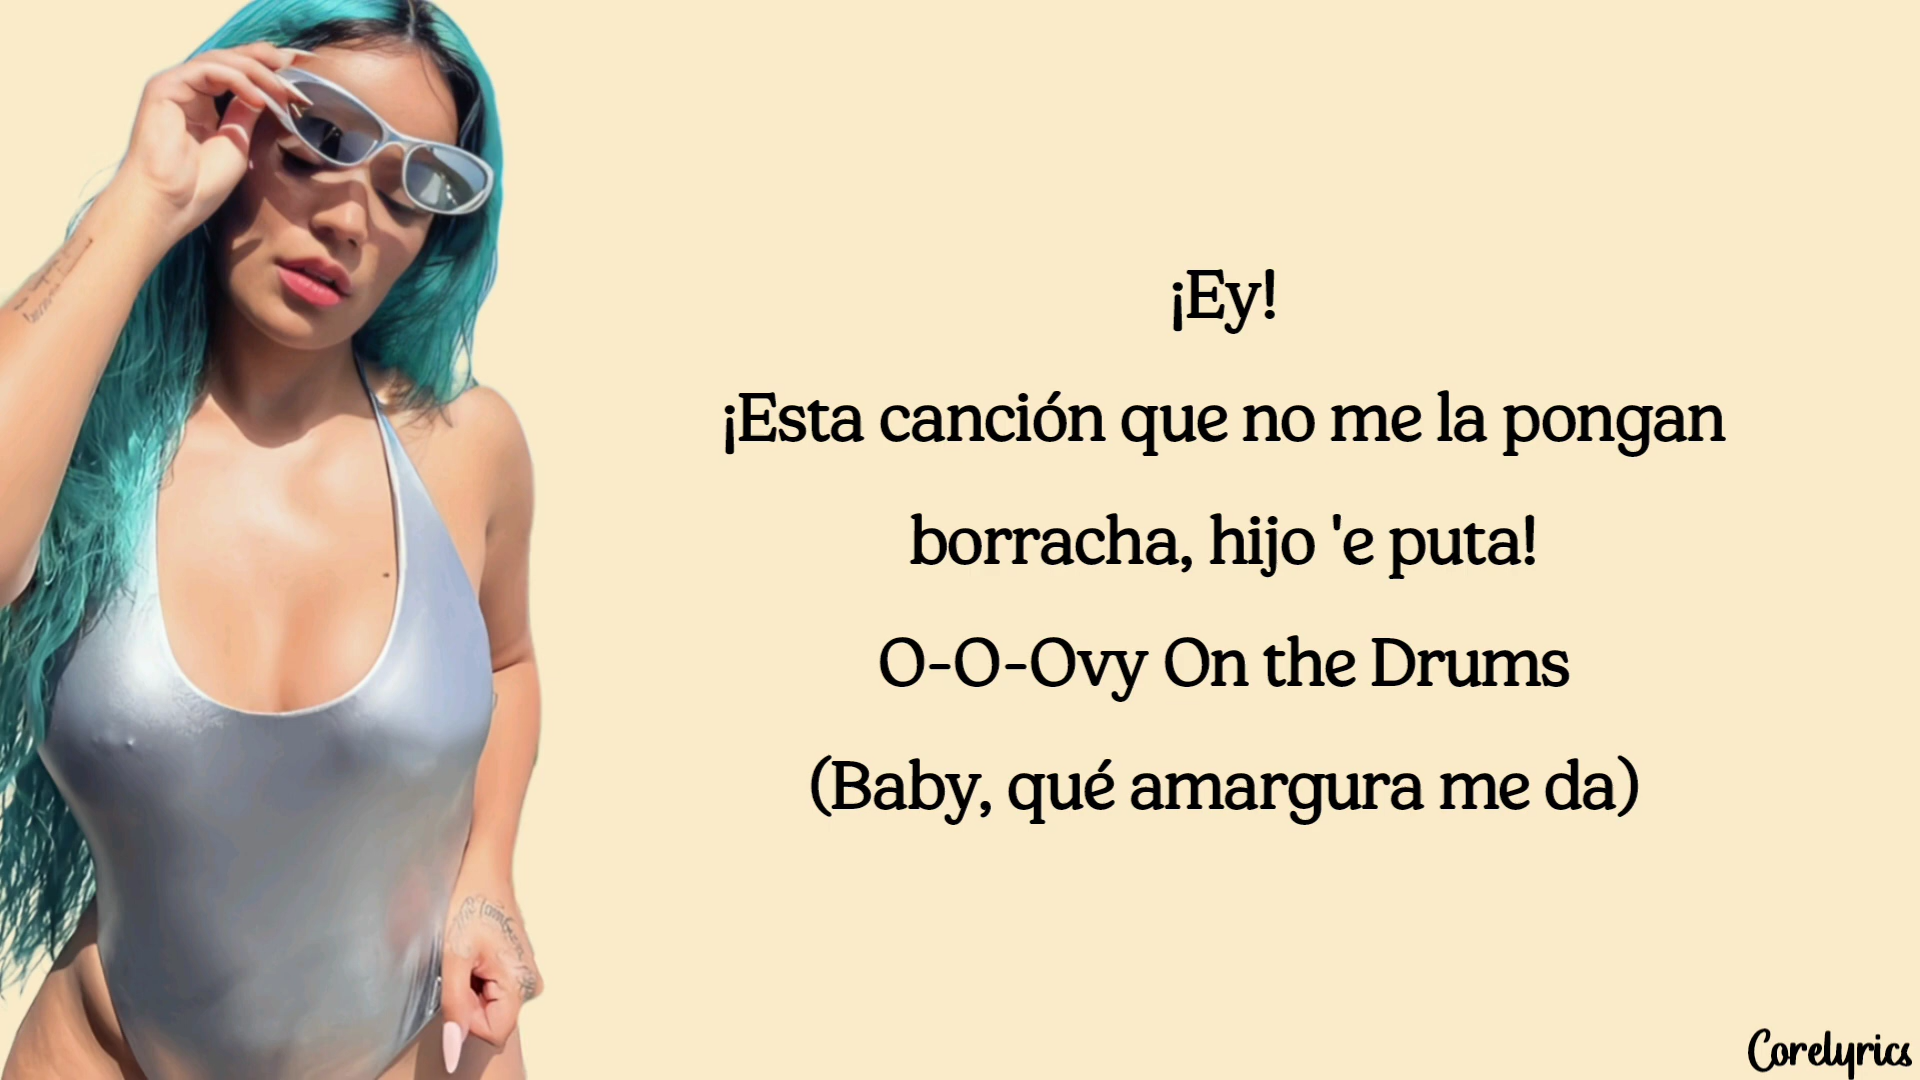 ¡Ey!
¡Esta canción que no me la pongan
borracha, hijo 'e puta!
O-O-Ovy On the Drums
(Baby, qué amargura me da)
Corelyrics